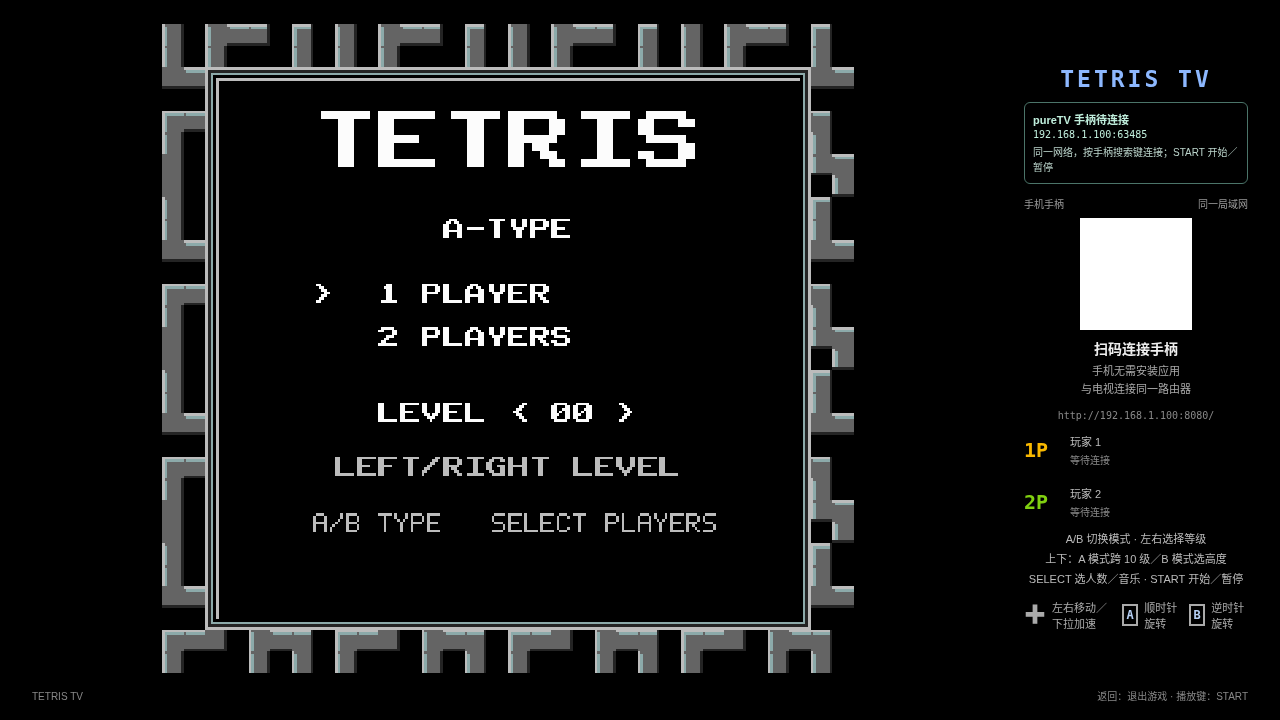 TETRIS
A-TYPE
> 1 PLAYER
2 PLAYERS
LEVEL < 00 >
LEFT/RIGHT LEVEL
A/B TYPE SELECT PLAYERS
TETRIS TV
pureTV 手柄待连接
192.168.1.100:63485
同一网络，按手柄搜索键连接；START 开始／
暂停
手机手柄 同一局域网
扫码连接手柄
手机无需安装应用
与电视连接同一路由器
http://192.168.1.100:8080/
1P 玩家 1
等待连接
2P 玩家 2
等待连接
A/B 切换模式 · 左右选择等级
上下：A 模式跨 10 级／B 模式选高度
SELECT 选人数／音乐 · START 开始／暂停
左右移动／
下拉加速
A 顺时针
旋转
B 逆时针
旋转
TETRIS TV
返回：退出游戏 · 播放键：START